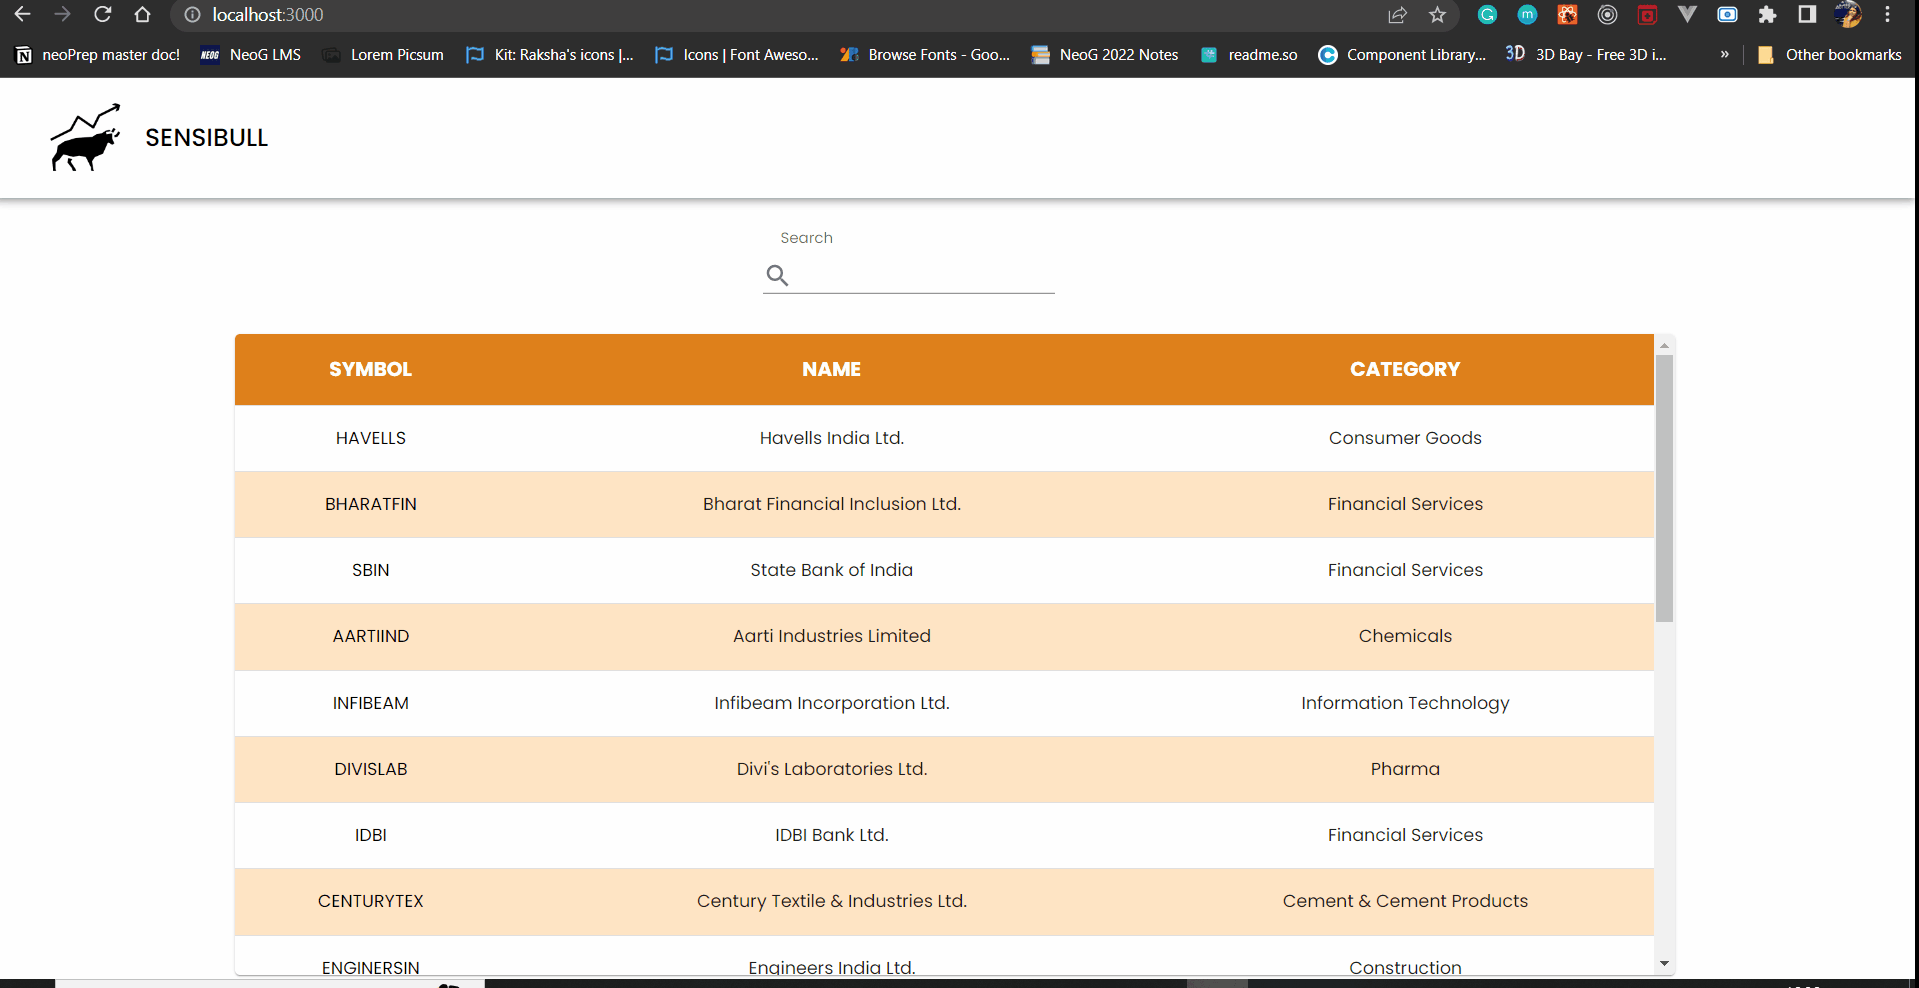 localhost:3000
neoPrep master doc! NeoG LMS Lorem Picsum Kit: Raksha's icons |... Icons | Font Aweso... Browse Fonts - Goo... NeoG 2022 Notes readme.so Component Library... 3D Bay - Free 3D i... » Other bookmarks
SENSIBULL
Search
SYMBOL NAME CATEGORY
HAVELLS Havells India Ltd. Consumer Goods
BHARATFIN Bharat Financial Inclusion Ltd. Financial Services
SBIN State Bank of India Financial Services
AARTIIND Aarti Industries Limited Chemicals
INFIBEAM Infibeam Incorporation Ltd. Information Technology
DIVISLAB Divi's Laboratories Ltd. Pharma
IDBI IDBI Bank Ltd. Financial Services
CENTURYTEX Century Textile & Industries Ltd. Cement & Cement Products
ENGINERSIN Engineers India Ltd. Construction